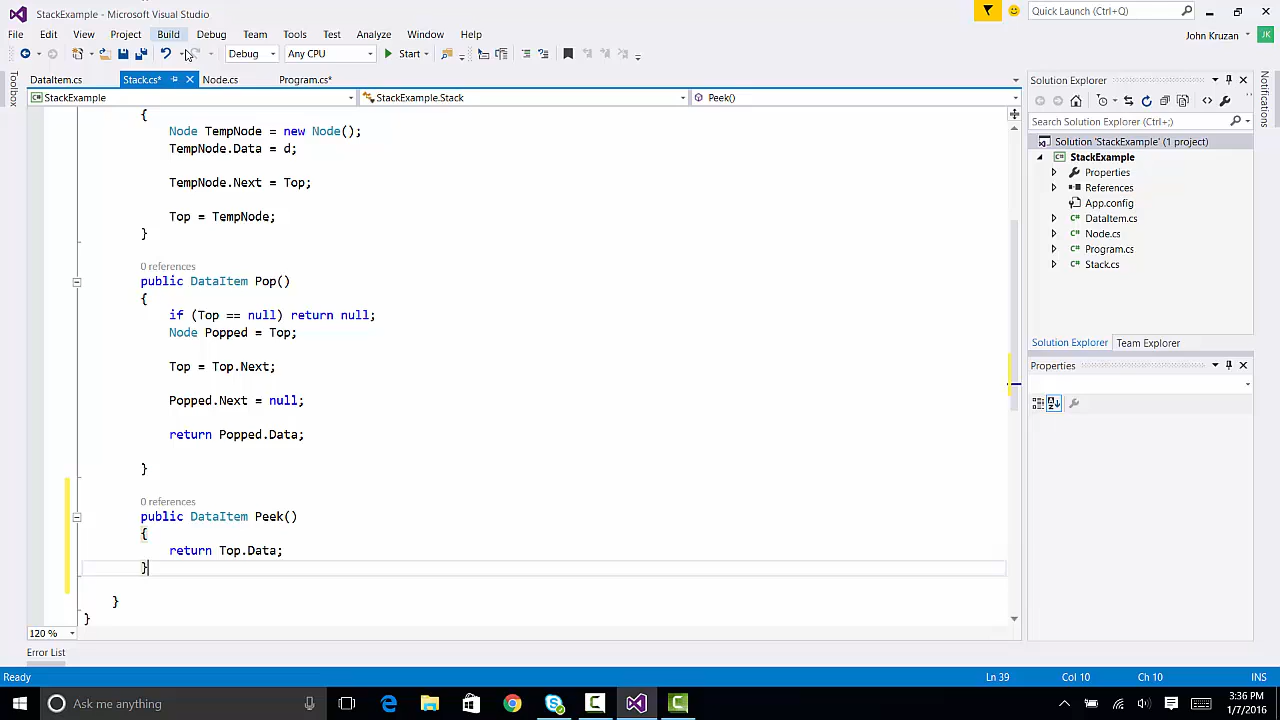 StackExample - Microsoft Visual Studio
Quick Launch (Ctrl+Q)
File Edit View Project Build Debug Team Tools Test Analyze Window Help
John Kruzan JK
Debug Any CPU Start
DataItem.cs Stack.cs* Node.cs Program.cs*
StackExample StackExample.Stack Peek()
Toolbox
Notifications
{
Node TempNode = new Node();
TempNode.Data = d;
TempNode.Next = Top;
Top = TempNode;
}
0 references
public DataItem Pop()
{
if (Top == null) return null;
Node Popped = Top;
Top = Top.Next;
Popped.Next = null;
return Popped.Data;
}
0 references
public DataItem Peek()
{
return Top.Data;
}
}
}
120 %
Error List
Solution Explorer
Search Solution Explorer (Ctrl+;)
Solution 'StackExample' (1 project)
StackExample
Properties
References
App.config
DataItem.cs
Node.cs
Program.cs
Stack.cs
Solution Explorer Team Explorer
Properties
Ready Ln 39 Col 10 Ch 10 INS
Ask me anything
3:36 PM
1/7/2016